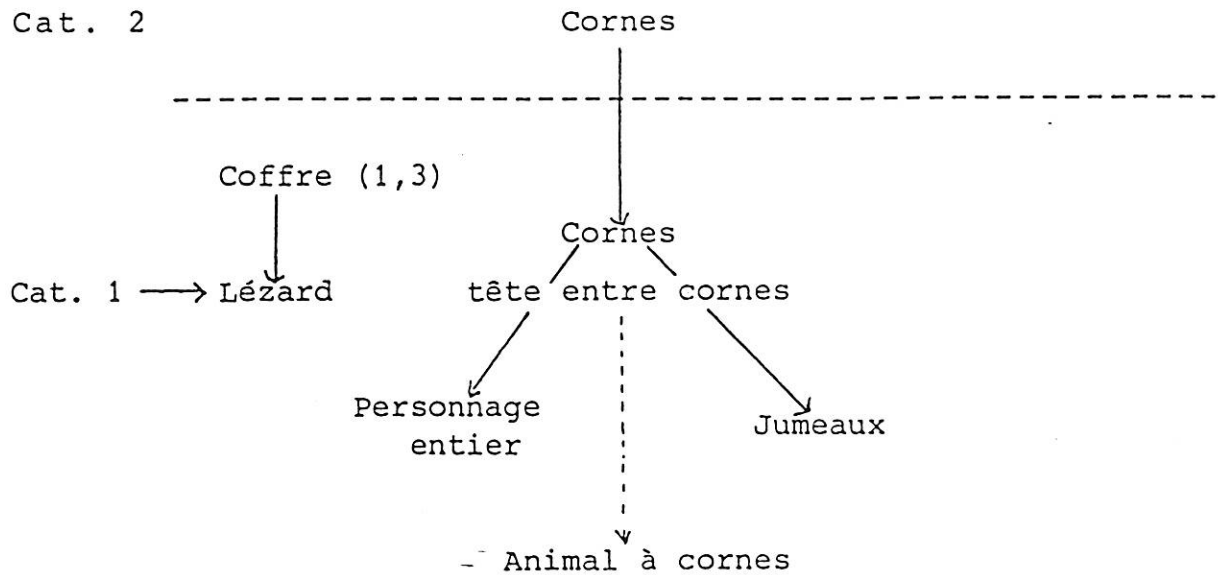 Cat. 2
Cornes
Coffre (1,3)
Cornes
Cat. 1
Lézard
tête entre cornes
Personnage
entier
Jumeaux
Animal à cornes